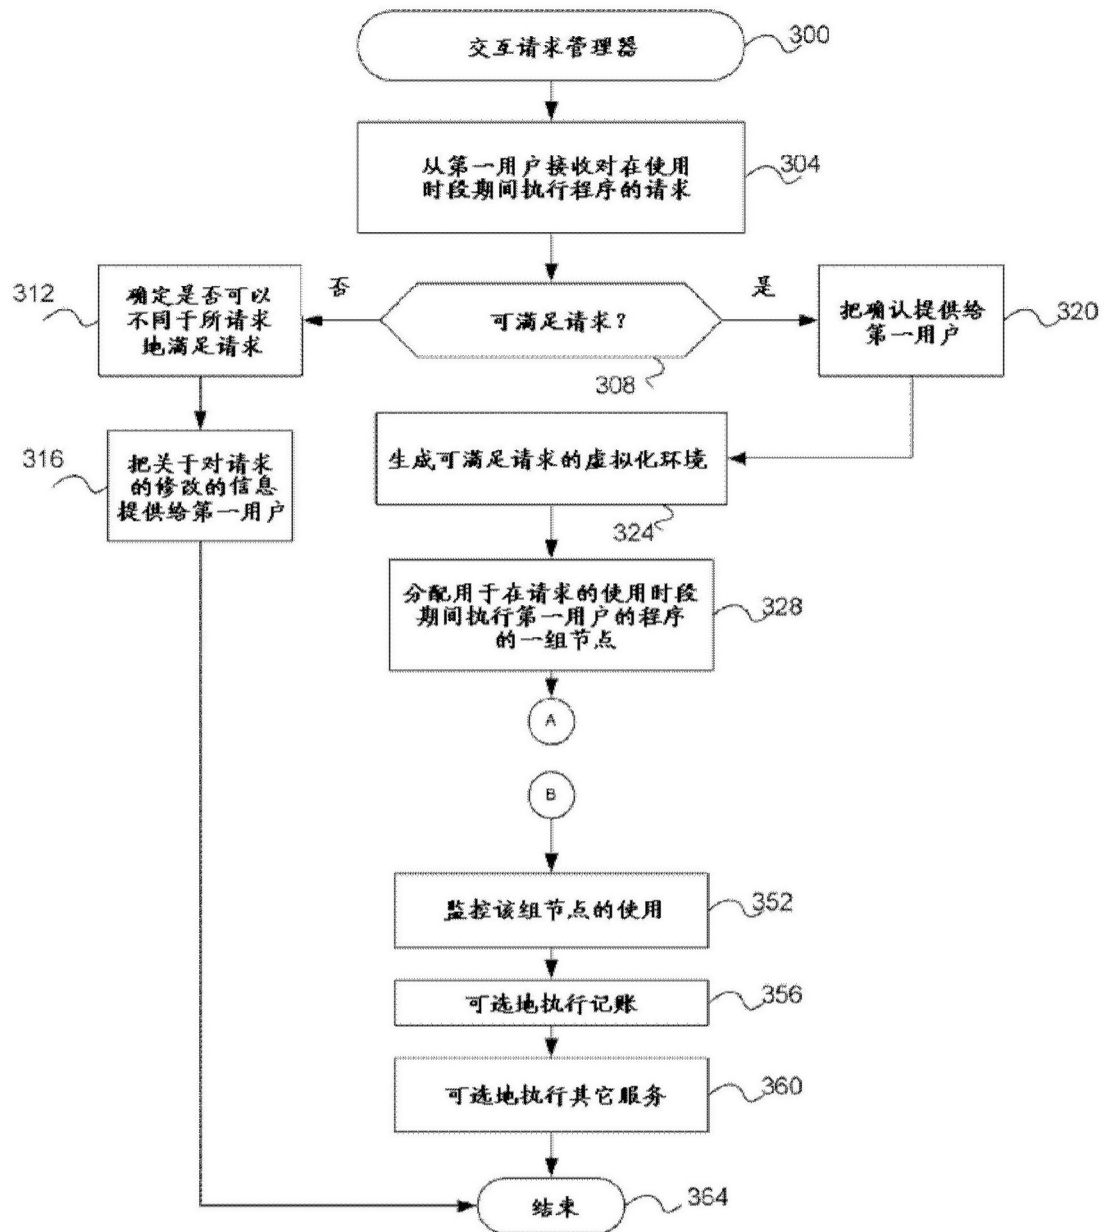 交互请求管理器
300
从第一用户接收对在使用
时段期间执行程序的请求
304
否
是
312
确定是否可以
不同于所请求
地满足请求
可满足请求？
308
把确认提供给
第一用户
320
316
把关于对请求
的修改的信息
提供给第一用户
生成可满足请求的虚拟化环境
324
分配用于在请求的使用时段
期间执行第一用户的程序
的一组节点
328
A
B
监控该组节点的使用
352
可选地执行记账
356
可选地执行其它服务
360
结束
364